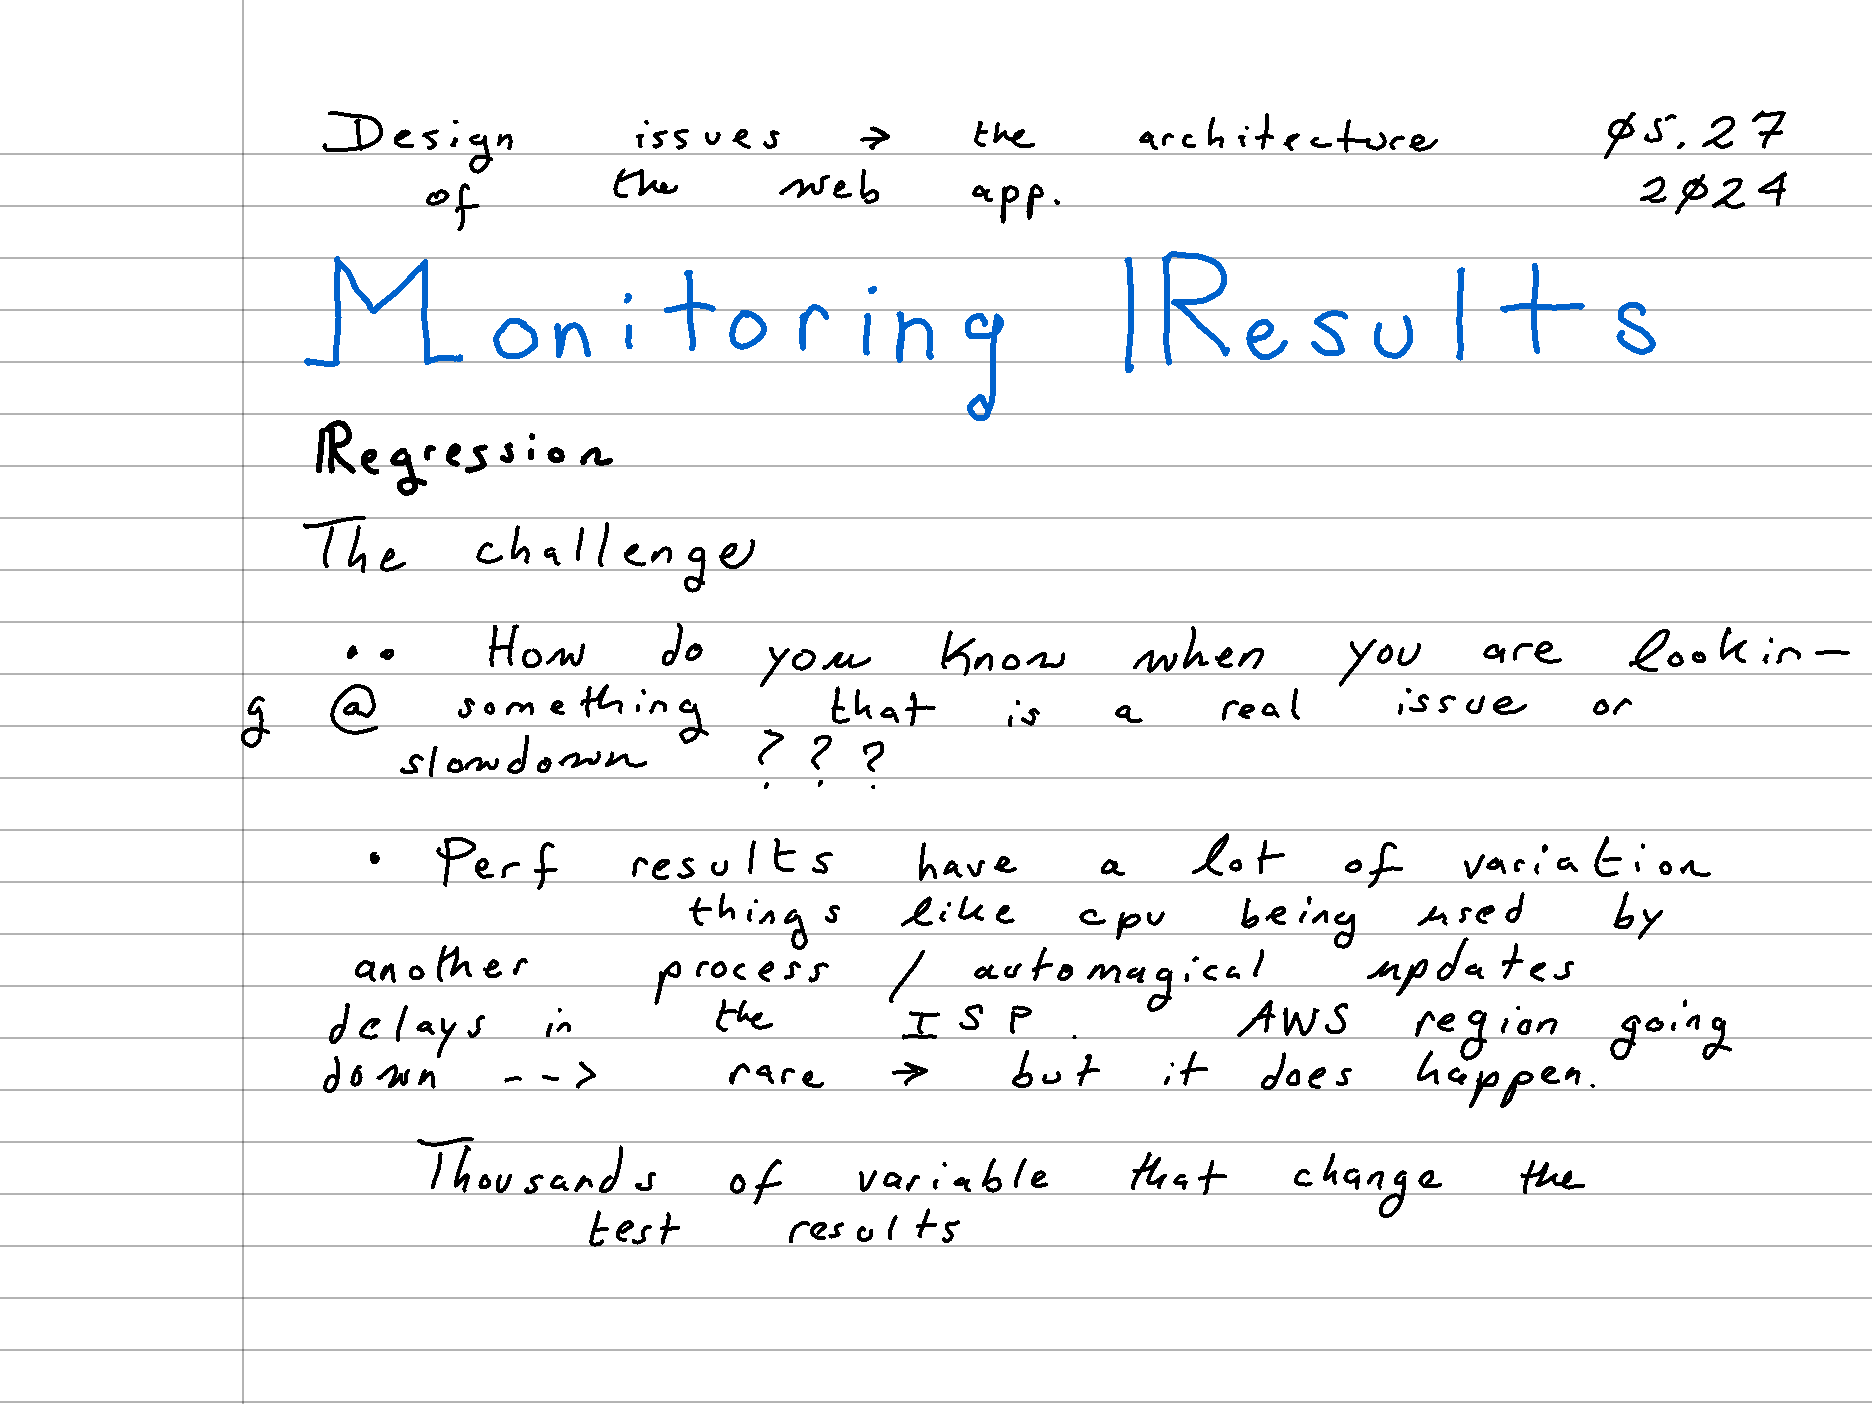 Design issues → the architecture 05.27
of the web app. 2024
Monitoring Results
Regression
The challenge
•• How do you know when you are lookin-
g @ something that is a real issue or
slowdown ???
• Perf results have a lot of variation
things like cpu being used by
another process / automagical updates
delays in the ISP. AWS region going
down --> rare → but it does happen.
Thousands of variable that change the
test results